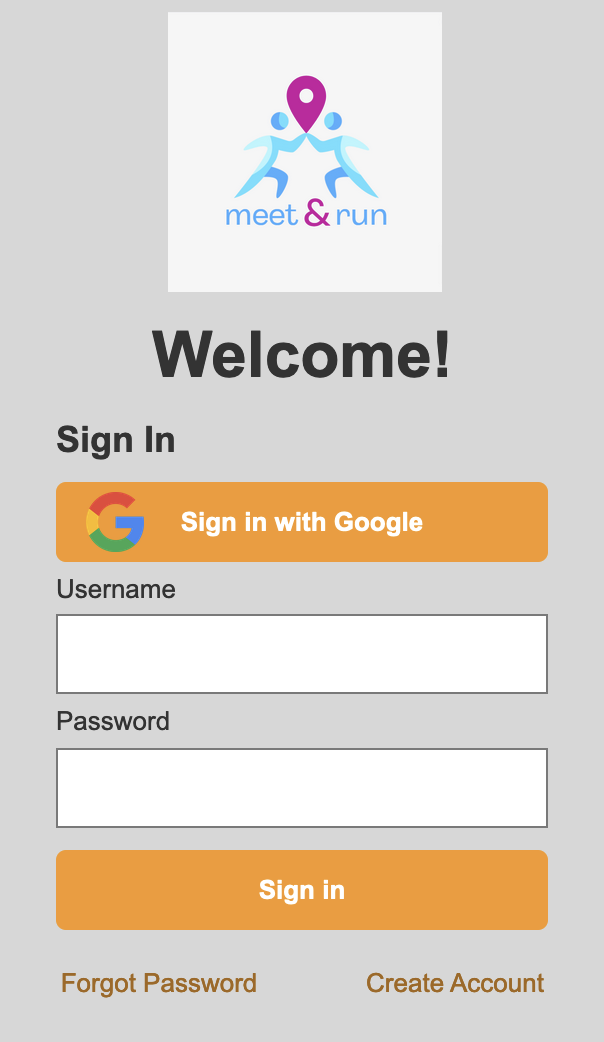 meet & run
Welcome!
Sign In
Sign in with Google
Username
Password
Sign in
Forgot Password Create Account